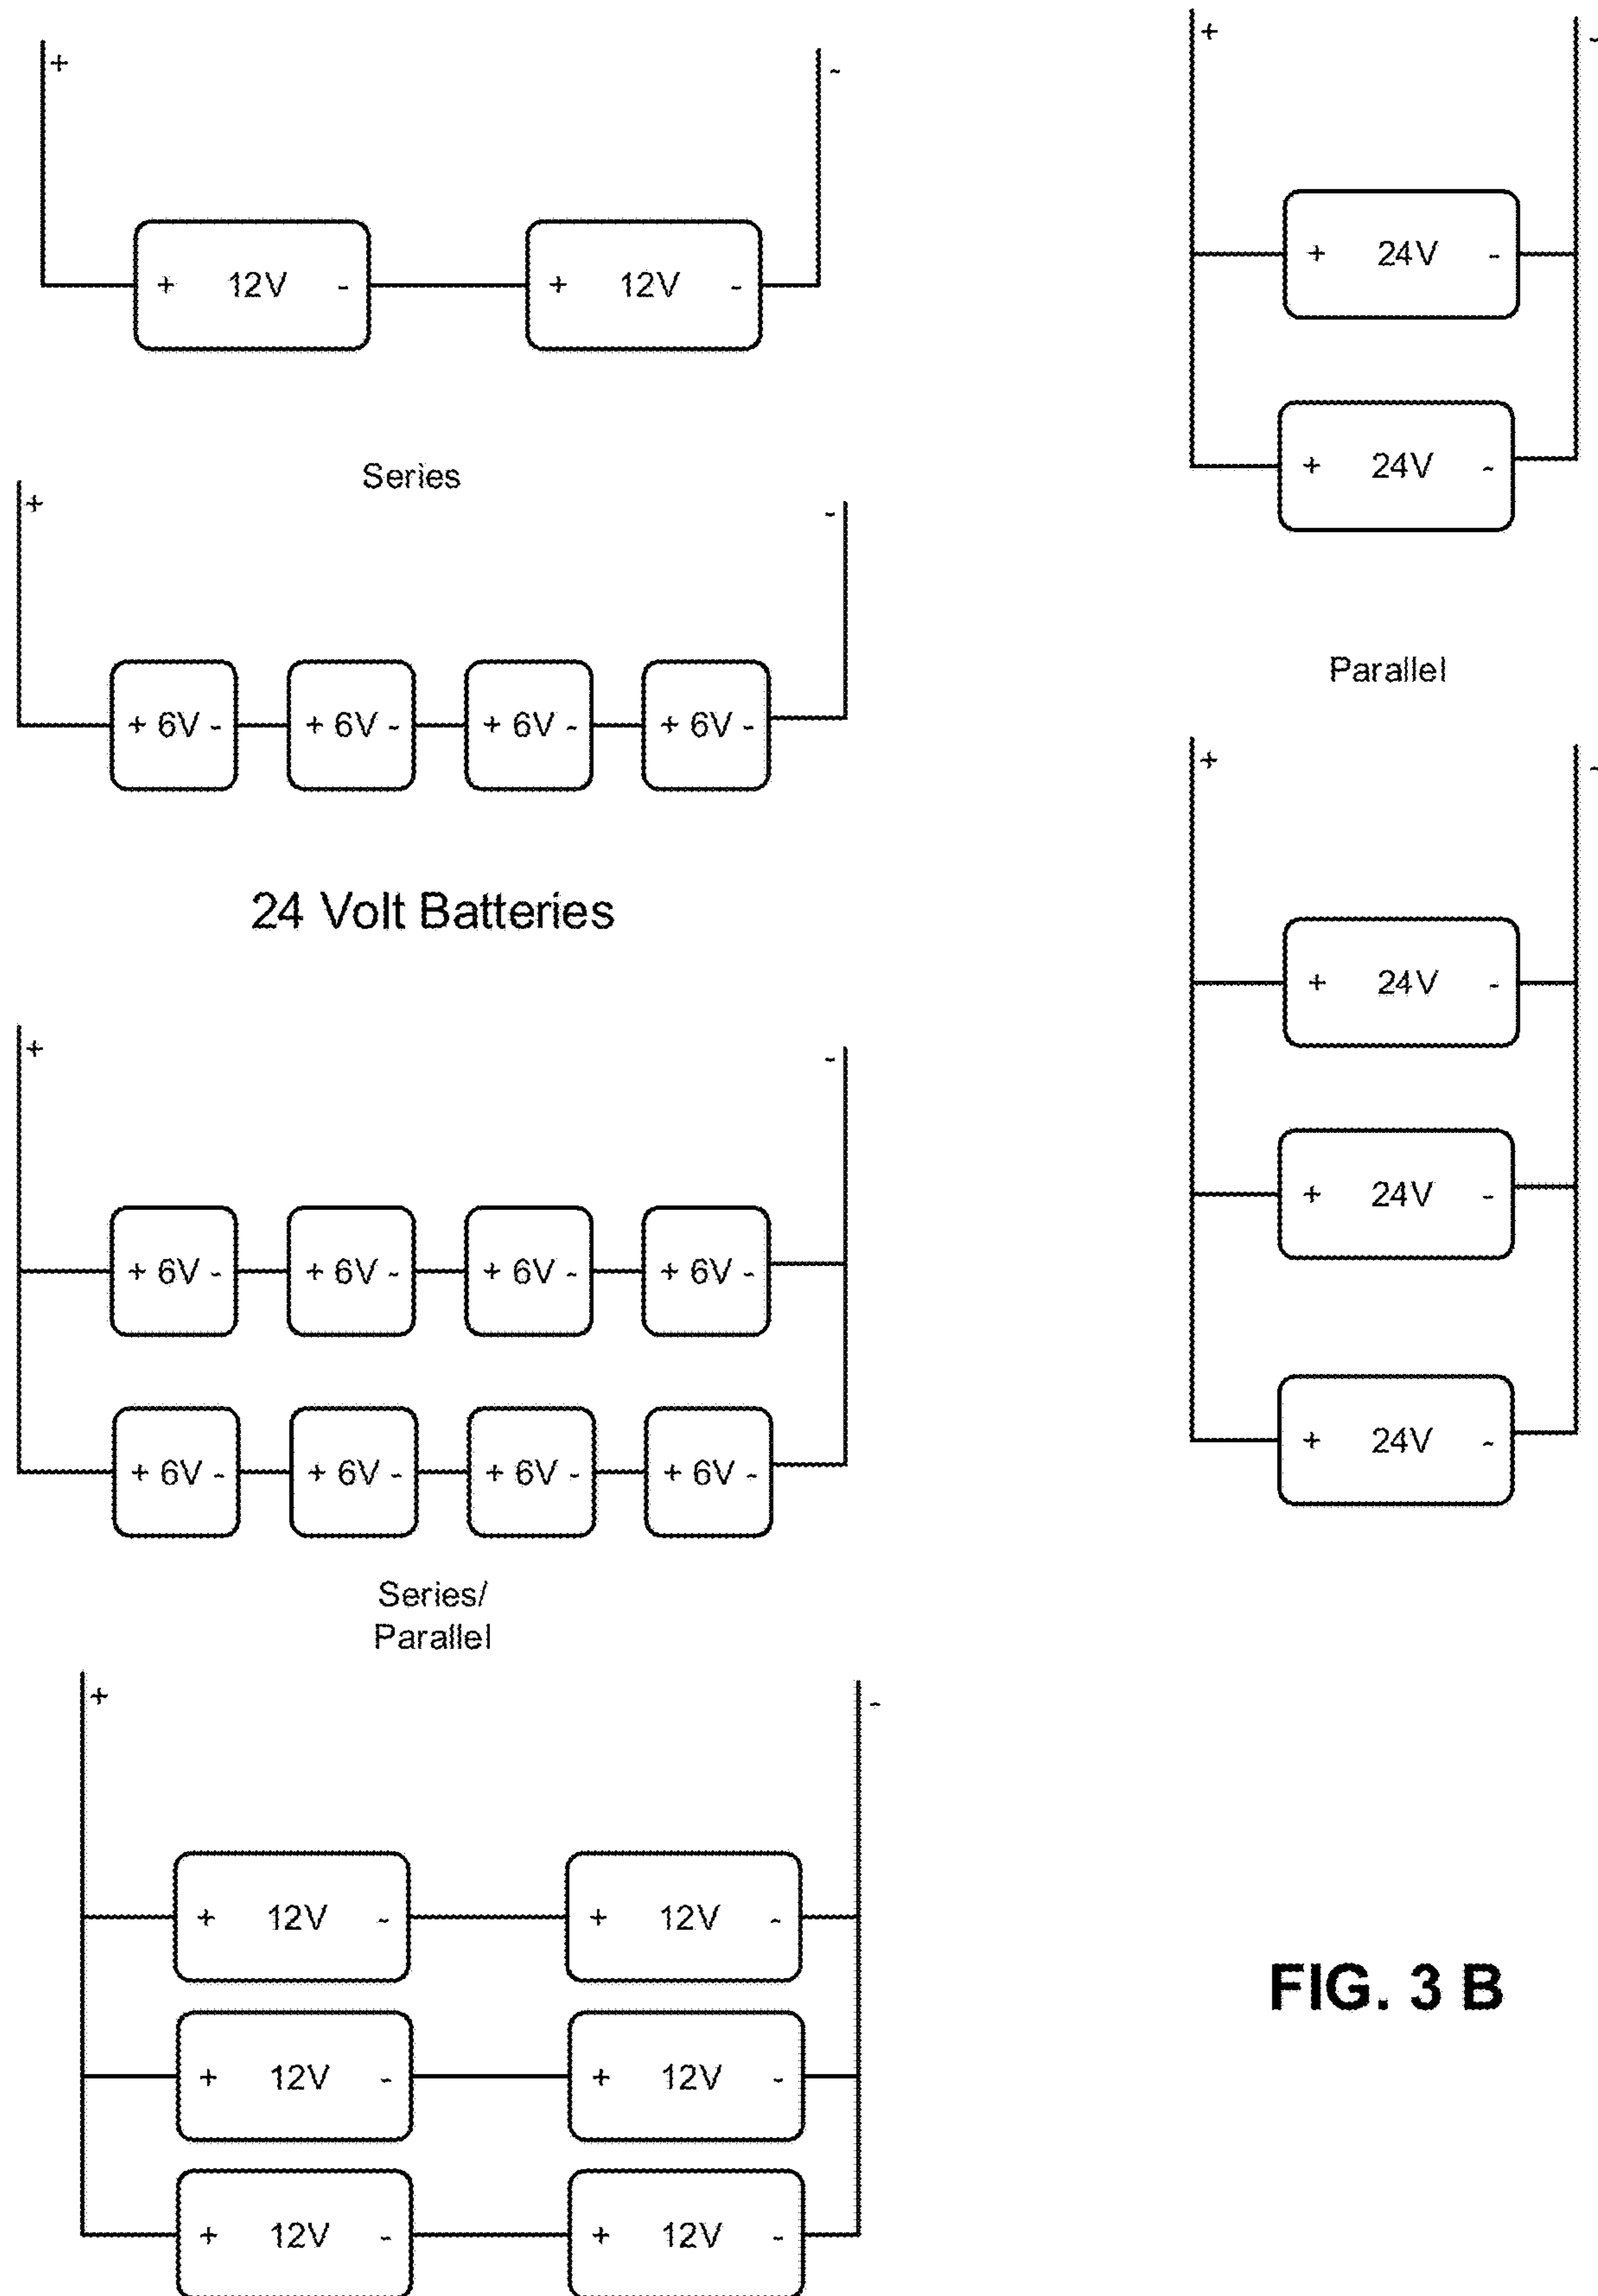 + -
+ 12V - + 12V -
Series
+ -
+ 6V - + 6V - + 6V - + 6V -
24 Volt Batteries
+ -
+ 6V - + 6V - + 6V - + 6V -
+ 6V - + 6V - + 6V - + 6V -
Series/
Parallel
+ -
+ 12V - + 12V -
+ 12V - + 12V -
+ 12V - + 12V -
+ -
+ 24V -
+ 24V -
Parallel
+ -
+ 24V -
+ 24V -
+ 24V -
FIG. 3 B